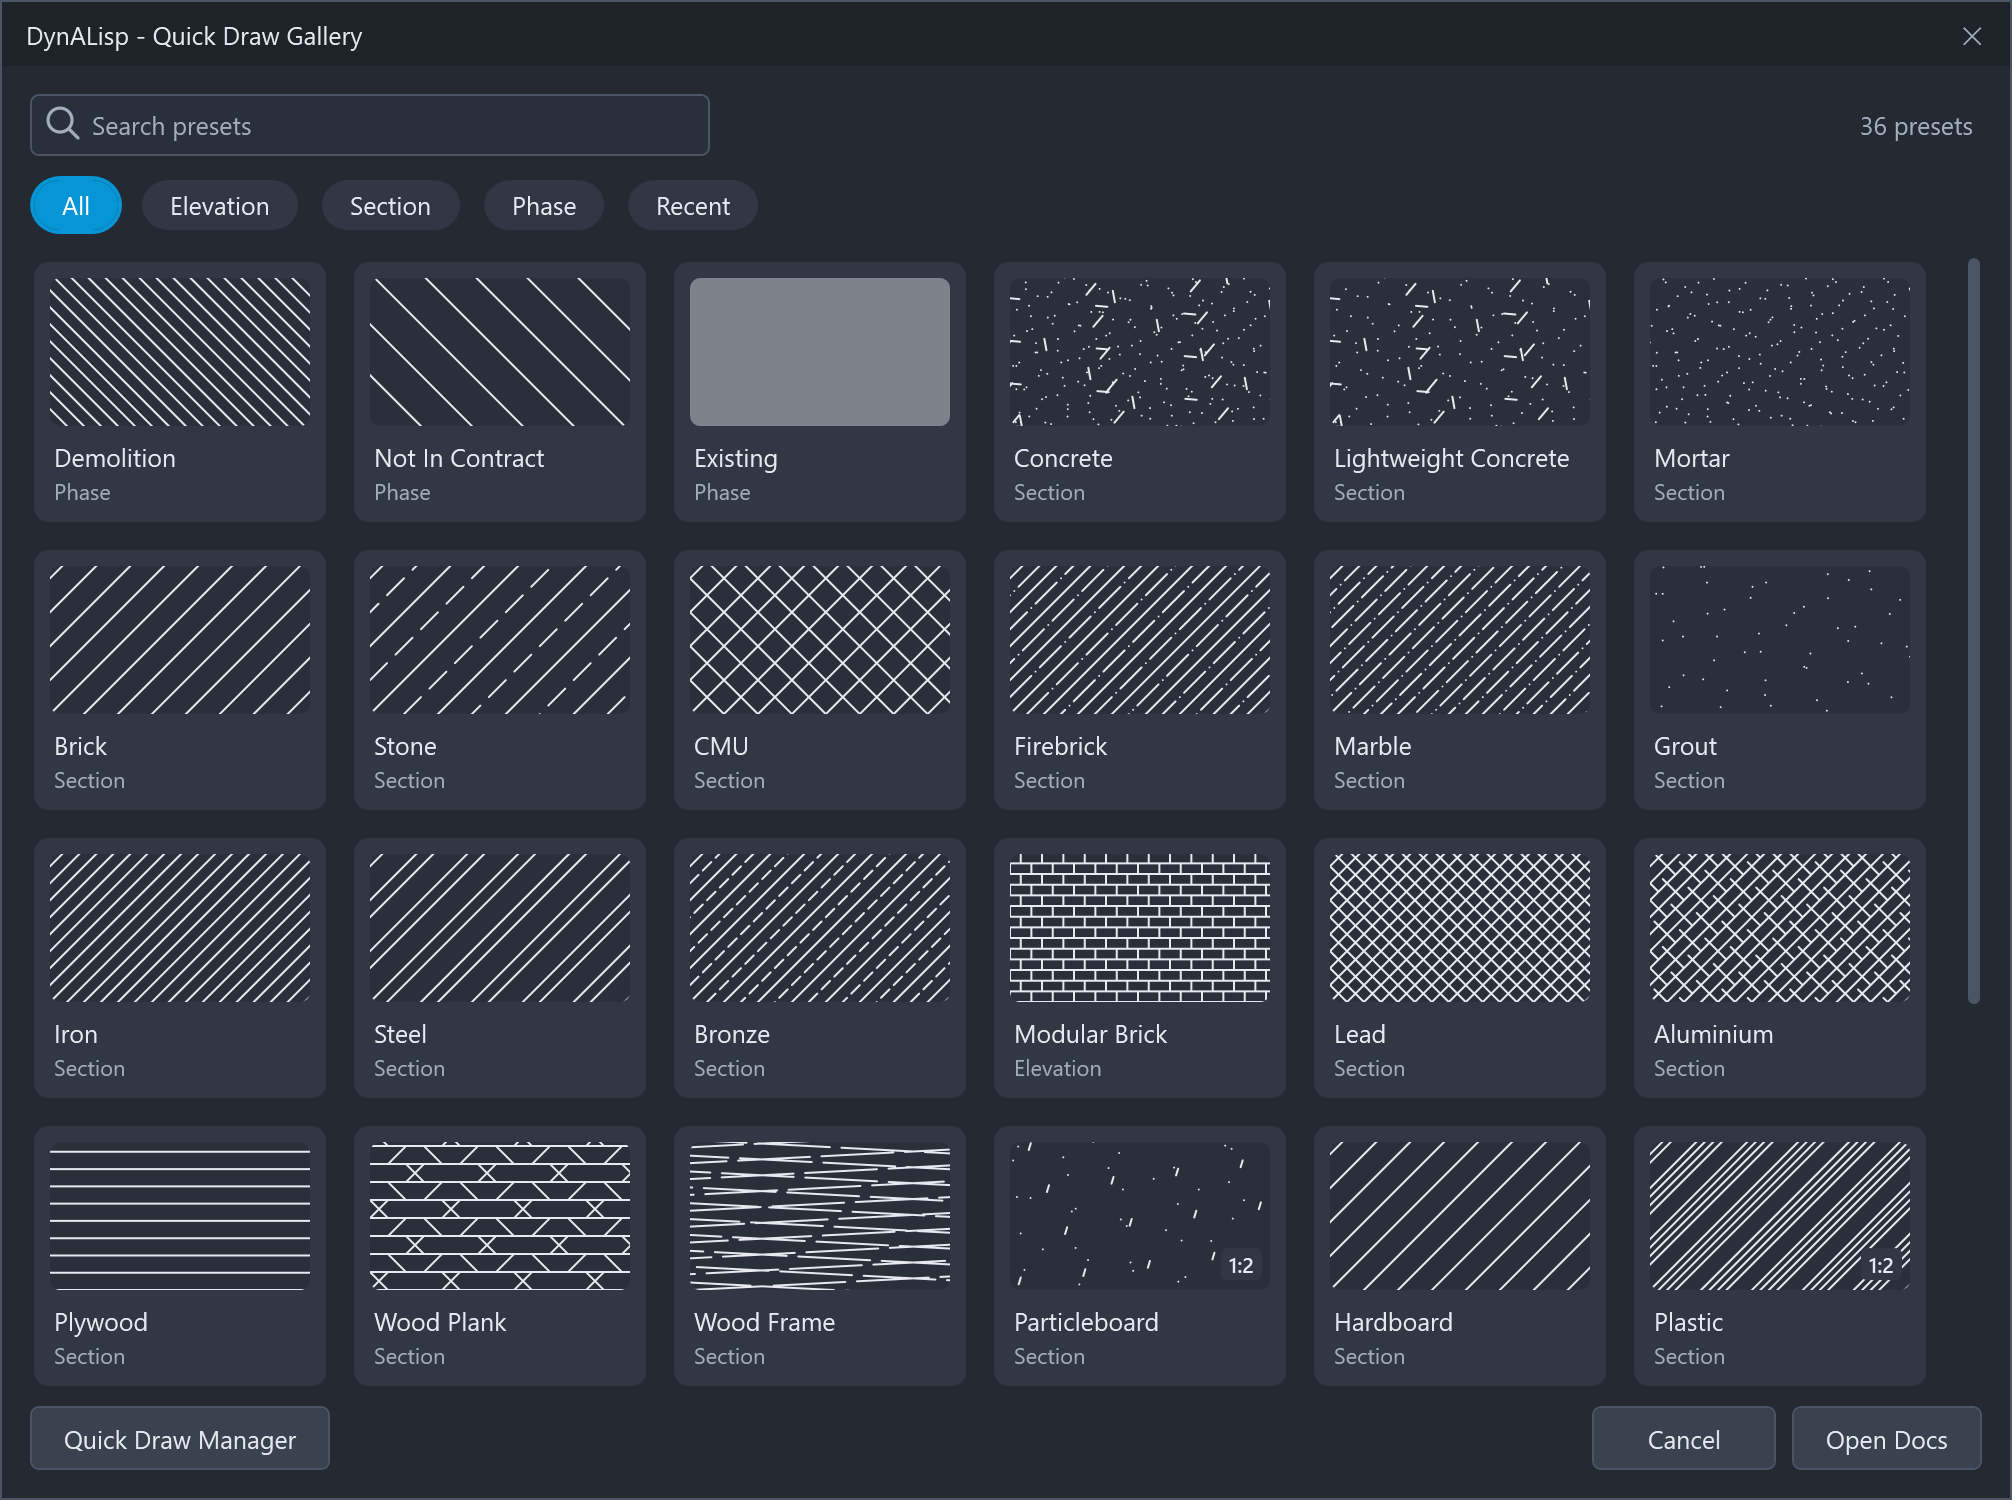 DynALisp - Quick Draw Gallery
Search presets
36 presets
All
Elevation
Section
Phase
Recent
Demolition
Phase
Not In Contract
Phase
Existing
Phase
Concrete
Section
Lightweight Concrete
Section
Mortar
Section
Brick
Section
Stone
Section
CMU
Section
Firebrick
Section
Marble
Section
Grout
Section
Iron
Section
Steel
Section
Bronze
Section
Modular Brick
Elevation
Lead
Section
Aluminium
Section
Plywood
Section
Wood Plank
Section
Wood Frame
Section
1:2
Particleboard
Section
Hardboard
Section
1:2
Plastic
Section
Quick Draw Manager
Cancel
Open Docs